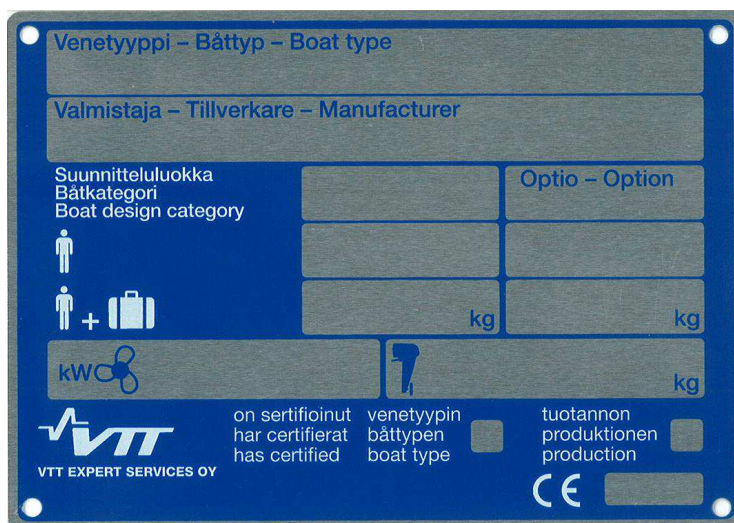 Venetyyppi – Båttyp – Boat type
Valmistaja – Tillverkare – Manufacturer
Suunnitteluluokka
Båtkategori
Boat design category
Optio – Option
+
kg
kg
kW
kg
VTT
VTT EXPERT SERVICES OY
on sertifioinut
har certifierat
has certified
venetyypin
båttypen
boat type
tuotannon
produktionen
production
CE